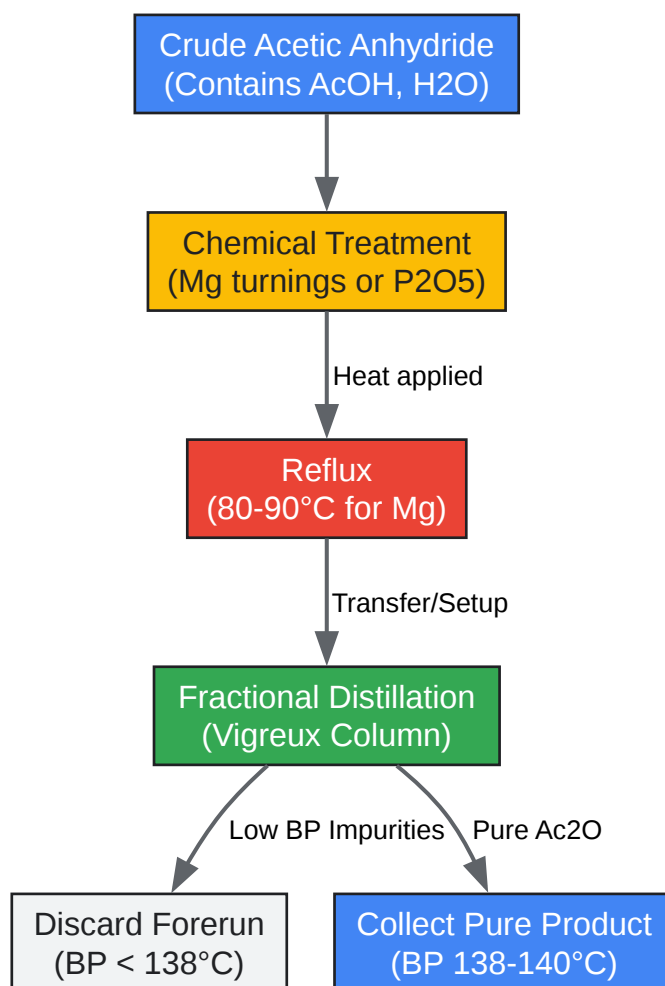 Crude Acetic Anhydride
(Contains AcOH, H2O)
Chemical Treatment
(Mg turnings or P2O5)
Heat applied
Reflux
(80-90°C for Mg)
Transfer/Setup
Fractional Distillation
(Vigreux Column)
Low BP Impurities
Pure Ac2O
Discard Forerun
(BP < 138°C)
Collect Pure Product
(BP 138-140°C)